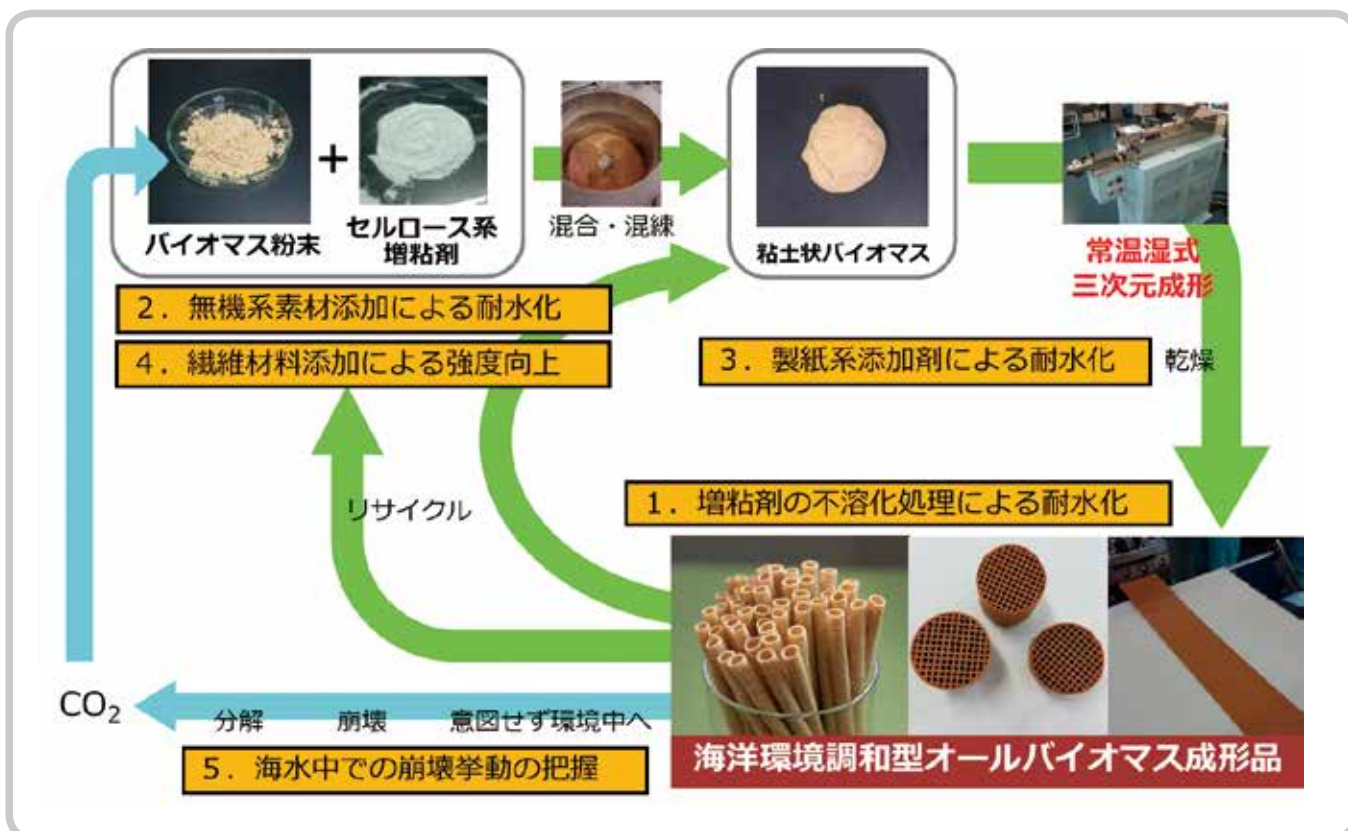 +
バイオマス粉末
セルロース系
増粘剤
混合・混練
粘土状バイオマス
常温湿式
三次元成形
2. 無機系素材添加による耐水化
4. 繊維材料添加による強度向上
3. 製紙系添加剤による耐水化
乾燥
リサイクル
1. 増粘剤の不溶化処理による耐水化
CO₂
分解 崩壊 意図せず環境中へ
5. 海水中での崩壊挙動の把握
海洋環境調和型オールバイオマス成形品